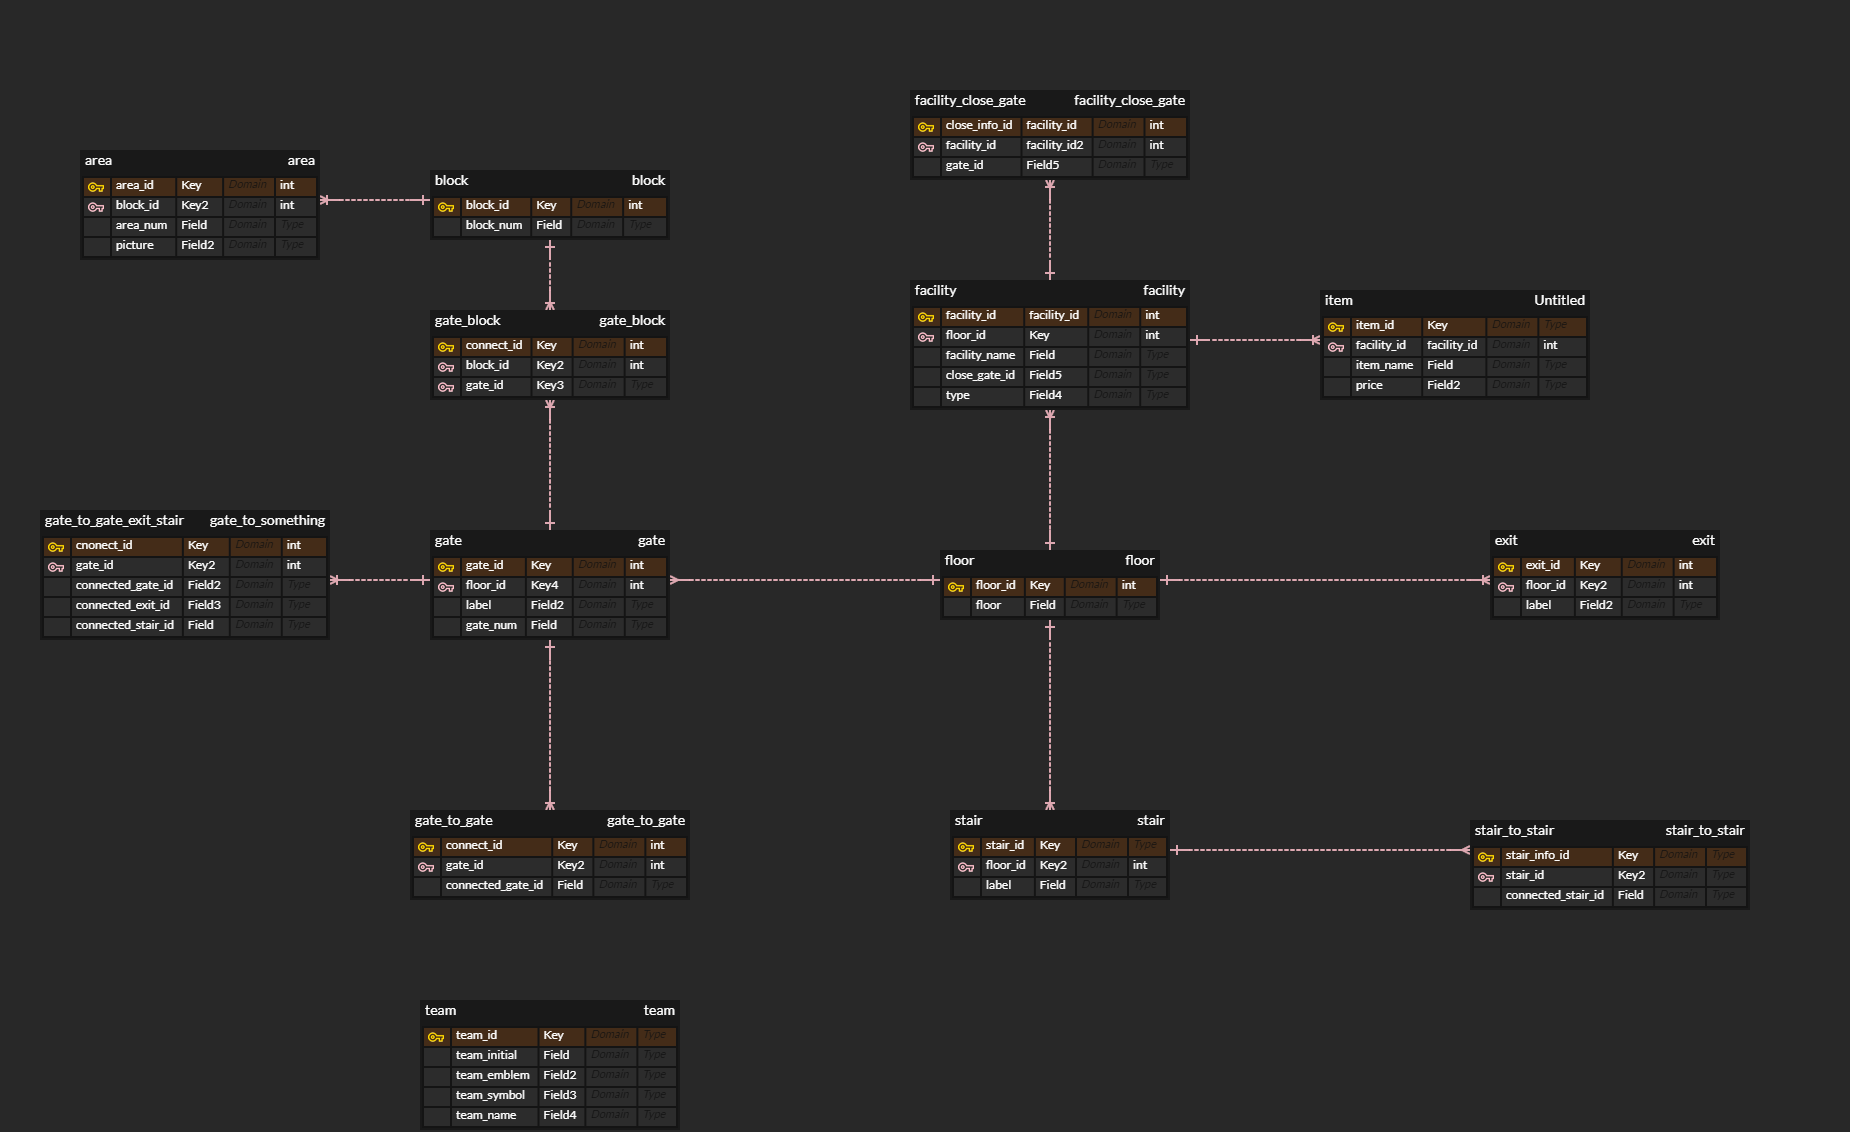 facility_close_gate facility_close_gate
close_info_id facility_id Domain int
facility_id facility_id2 Domain int
gate_id Field5 Domain Type
area area
area_id Key Domain int
block_id Key2 Domain int
area_num Field Domain Type
picture Field2 Domain Type
block block
block_id Key Domain int
block_num Field Domain Type
gate_block gate_block
connect_id Key Domain int
block_id Key2 Domain int
gate_id Key3 Domain Type
facility facility
facility_id facility_id Domain int
floor_id Key Domain int
facility_name Field Domain Type
close_gate_id Field5 Domain Type
type Field4 Domain Type
item Untitled
item_id Key Domain Type
facility_id facility_id Domain int
item_name Field Domain Type
price Field2 Domain Type
gate_to_gate_exit_stair gate_to_something
cnonect_id Key Domain int
gate_id Key2 Domain int
connected_gate_id Field2 Domain Type
connected_exit_id Field3 Domain Type
connected_stair_id Field Domain Type
gate gate
gate_id Key Domain int
floor_id Key4 Domain int
label Field2 Domain Type
gate_num Field Domain Type
floor floor
floor_id Key Domain int
floor Field Domain Type
exit exit
exit_id Key Domain int
floor_id Key2 Domain int
label Field2 Domain Type
gate_to_gate gate_to_gate
connect_id Key Domain int
gate_id Key2 Domain int
connected_gate_id Field Domain Type
stair stair
stair_id Key Domain Type
floor_id Key2 Domain int
label Field Domain Type
stair_to_stair stair_to_stair
stair_info_id Key Domain Type
stair_id Key2 Domain Type
connected_stair_id Field Domain Type
team team
team_id Key Domain Type
team_initial Field Domain Type
team_emblem Field2 Domain Type
team_symbol Field3 Domain Type
team_name Field4 Domain Type